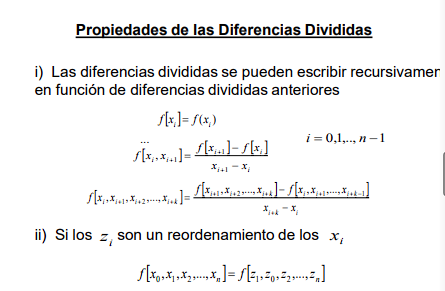 Propiedades de las Diferencias Divididas
i) Las diferencias divididas se pueden escribir recursivamer
en función de diferencias divididas anteriores
f[x_i]= f(x_i)
...
f[x_i, x_{i+1}]= \frac{f[x_{i+1}]- f[x_i]}{x_{i+1} - x_i} i = 0,1,.., n − 1
f[x_i, x_{i+1}, x_{i+2},..., x_{i+k}]= \frac{f[x_{i+1}, x_{i+2},..., x_{i+k}]- f[x_i, x_{i+1},..., x_{i+k-1}]}{x_{i+k} - x_i}
ii) Si los z_i son un reordenamiento de los x_i
f[x_0, x_1, x_2,..., x_n]= f[z_1, z_0, z_2,..., z_n]